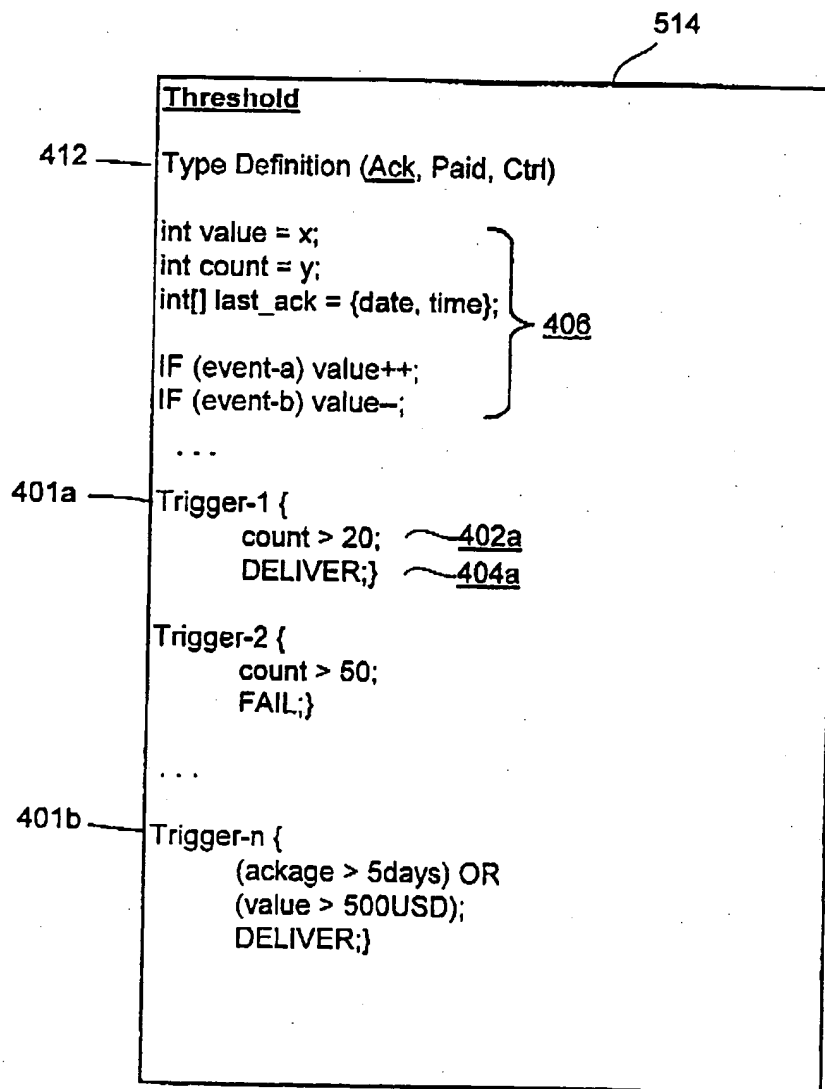 514
Threshold
412 Type Definition (Ack, Paid, Ctrl)
int value = x;
int count = y;
int[] last_ack = {date, time};
406
IF (event-a) value++;
IF (event-b) value–;
. . .
401a Trigger-1 {
count > 20; 402a
DELIVER;} 404a
Trigger-2 {
count > 50;
FAIL;}
. . .
401b Trigger-n {
(ackage > 5days) OR
(value > 500USD);
DELIVER;}